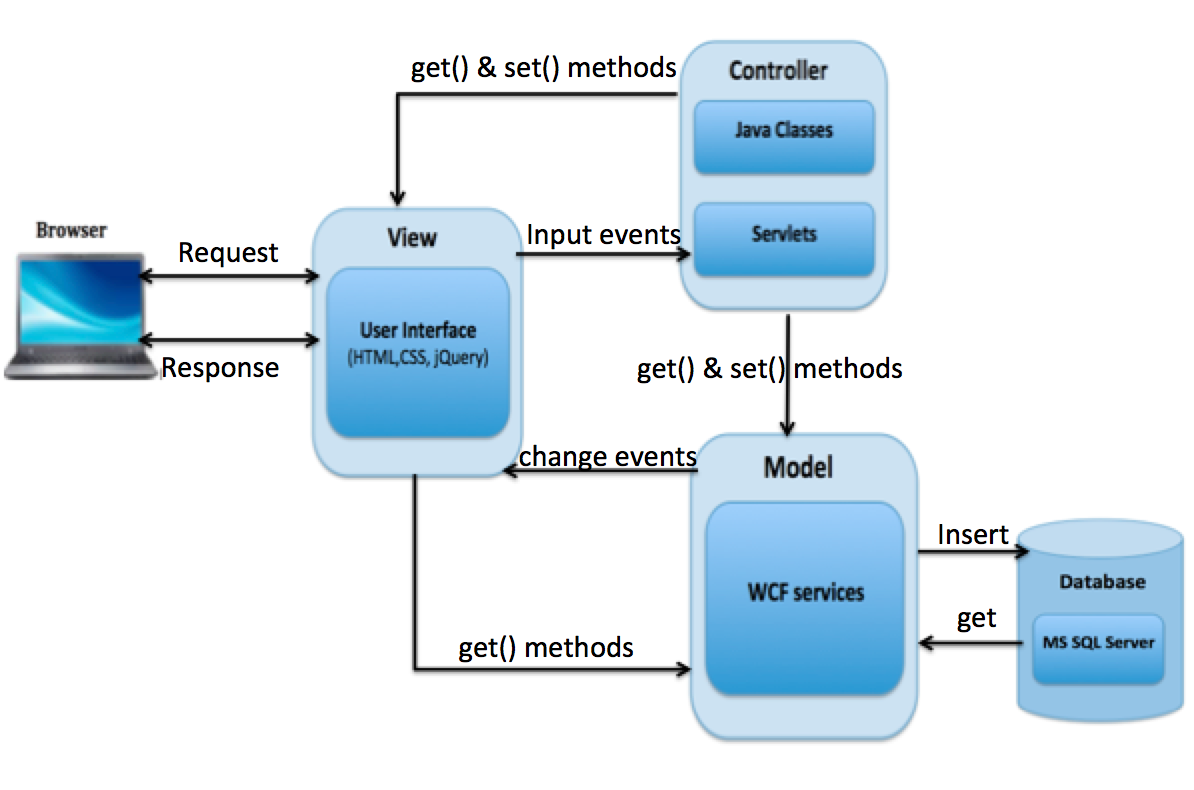 get() & set() methods
Controller
Java Classes
Servlets
Browser
Request
Response
View
User Interface
(HTML,CSS, jQuery)
Input events
get() & set() methods
change events
Model
WCF services
Insert
get
Database
MS SQL Server
get() methods